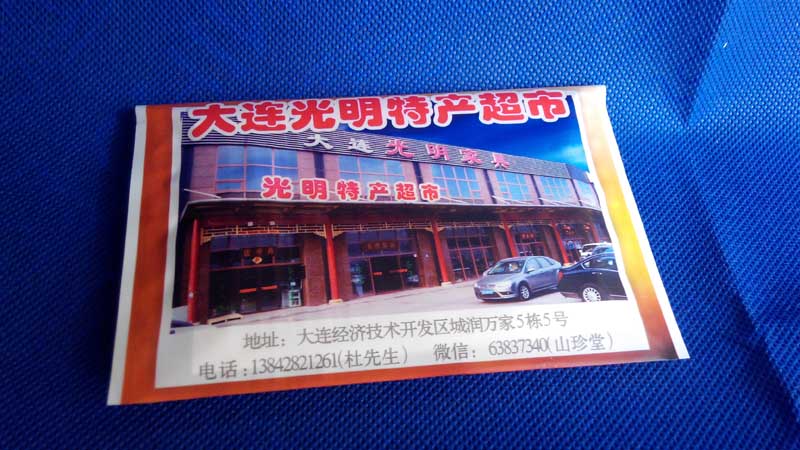 大连光明特产超市
大连光明家具
光明特产超市
地址：大连经济技术开发区城润万家5栋5号
电话：13842821261(杜先生） 微信：63837340(山珍堂）